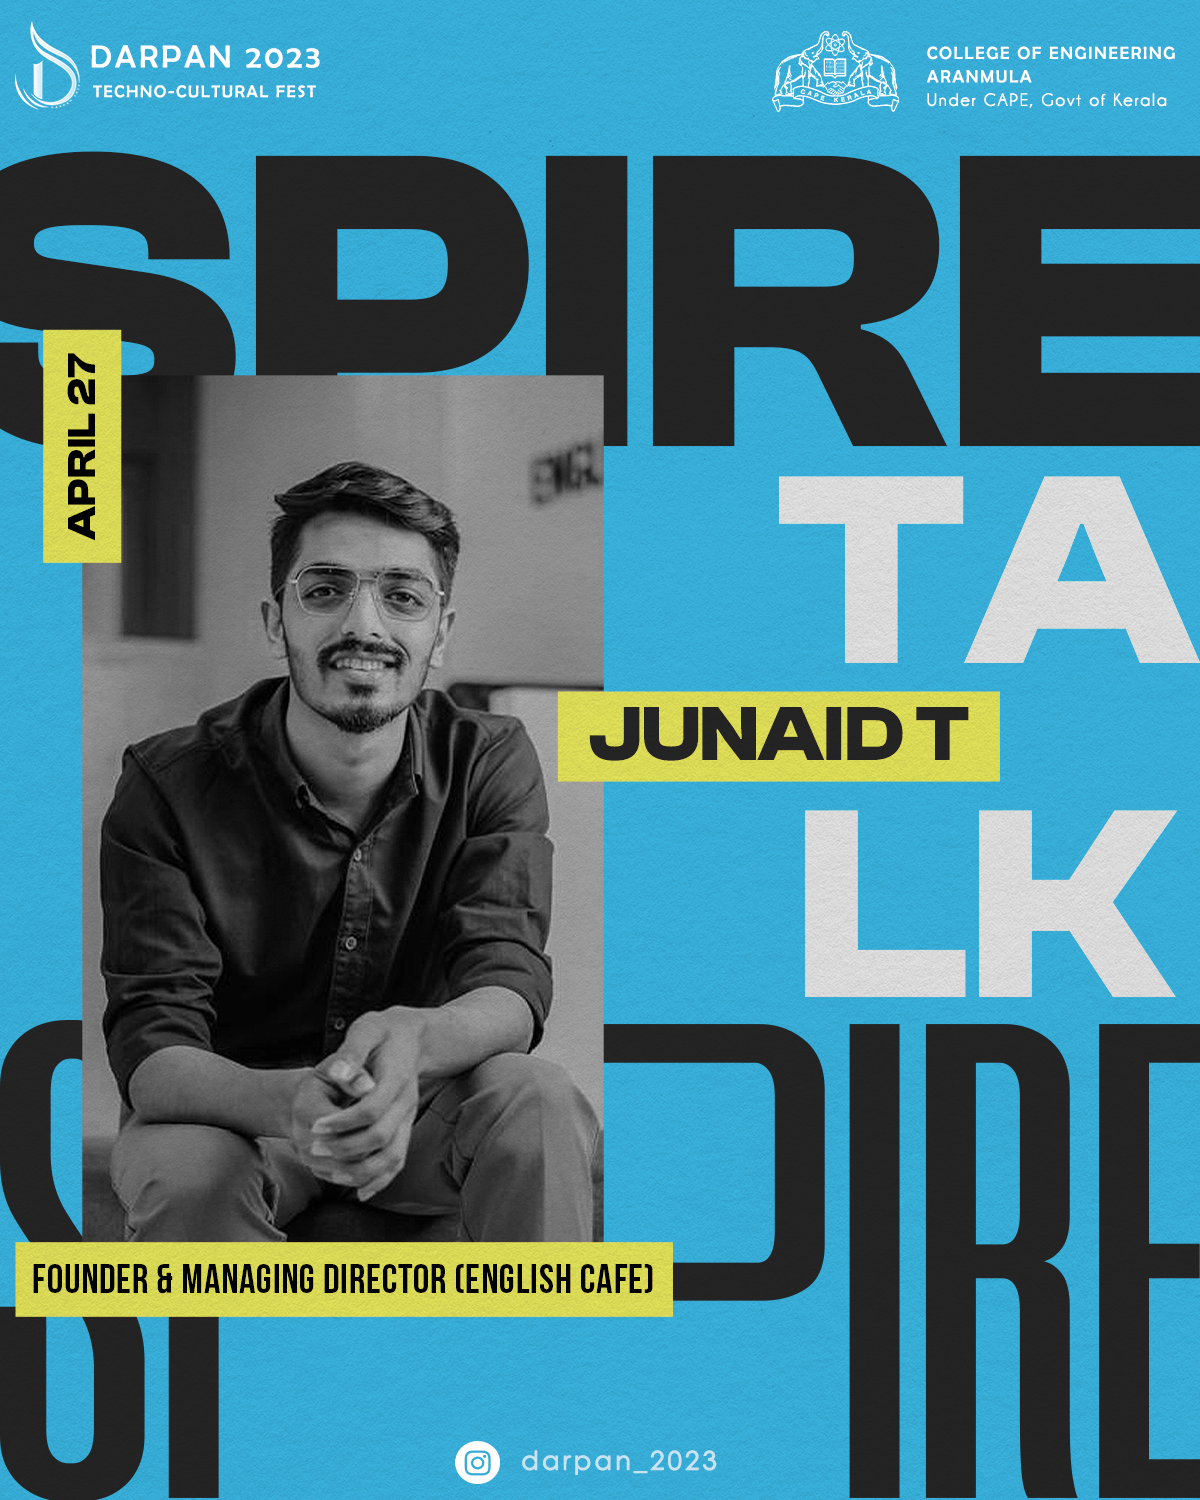 DARPAN 2023
TECHNO-CULTURAL FEST
CAPE KERALA
COLLEGE OF ENGINEERING
ARANMULA
Under CAPE, Govt of Kerala
SPIRE
APRIL 27
ENGL
TA
JUNAID T
LK
SPIRE
FOUNDER & MANAGING DIRECTOR (ENGLISH CAFE)
darpan_2023